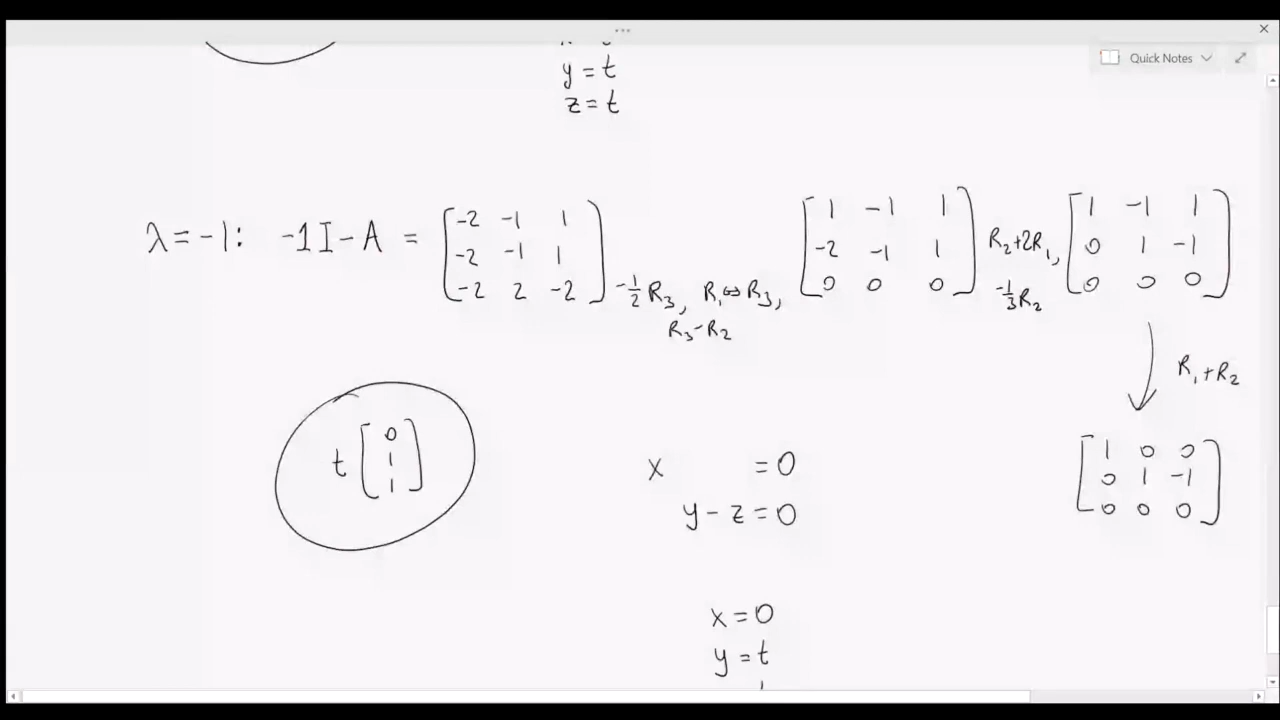 Quick Notes
y = t
z = t
λ = -1: -1I - A = [-2 -1 1
-2 -1 1
-2 2 -2]
-1/2 R₃, R₁ ⇔ R₃,
R₃ - R₂
[1 -1 1
-2 -1 1
0 0 0]
R₂ + 2R₁,
-1/3 R₂
[1 -1 1
0 1 -1
0 0 0]
R₁ + R₂
[1 0 0
0 1 -1
0 0 0]
x = 0
y - z = 0
t [0
1
1]
x = 0
y = t